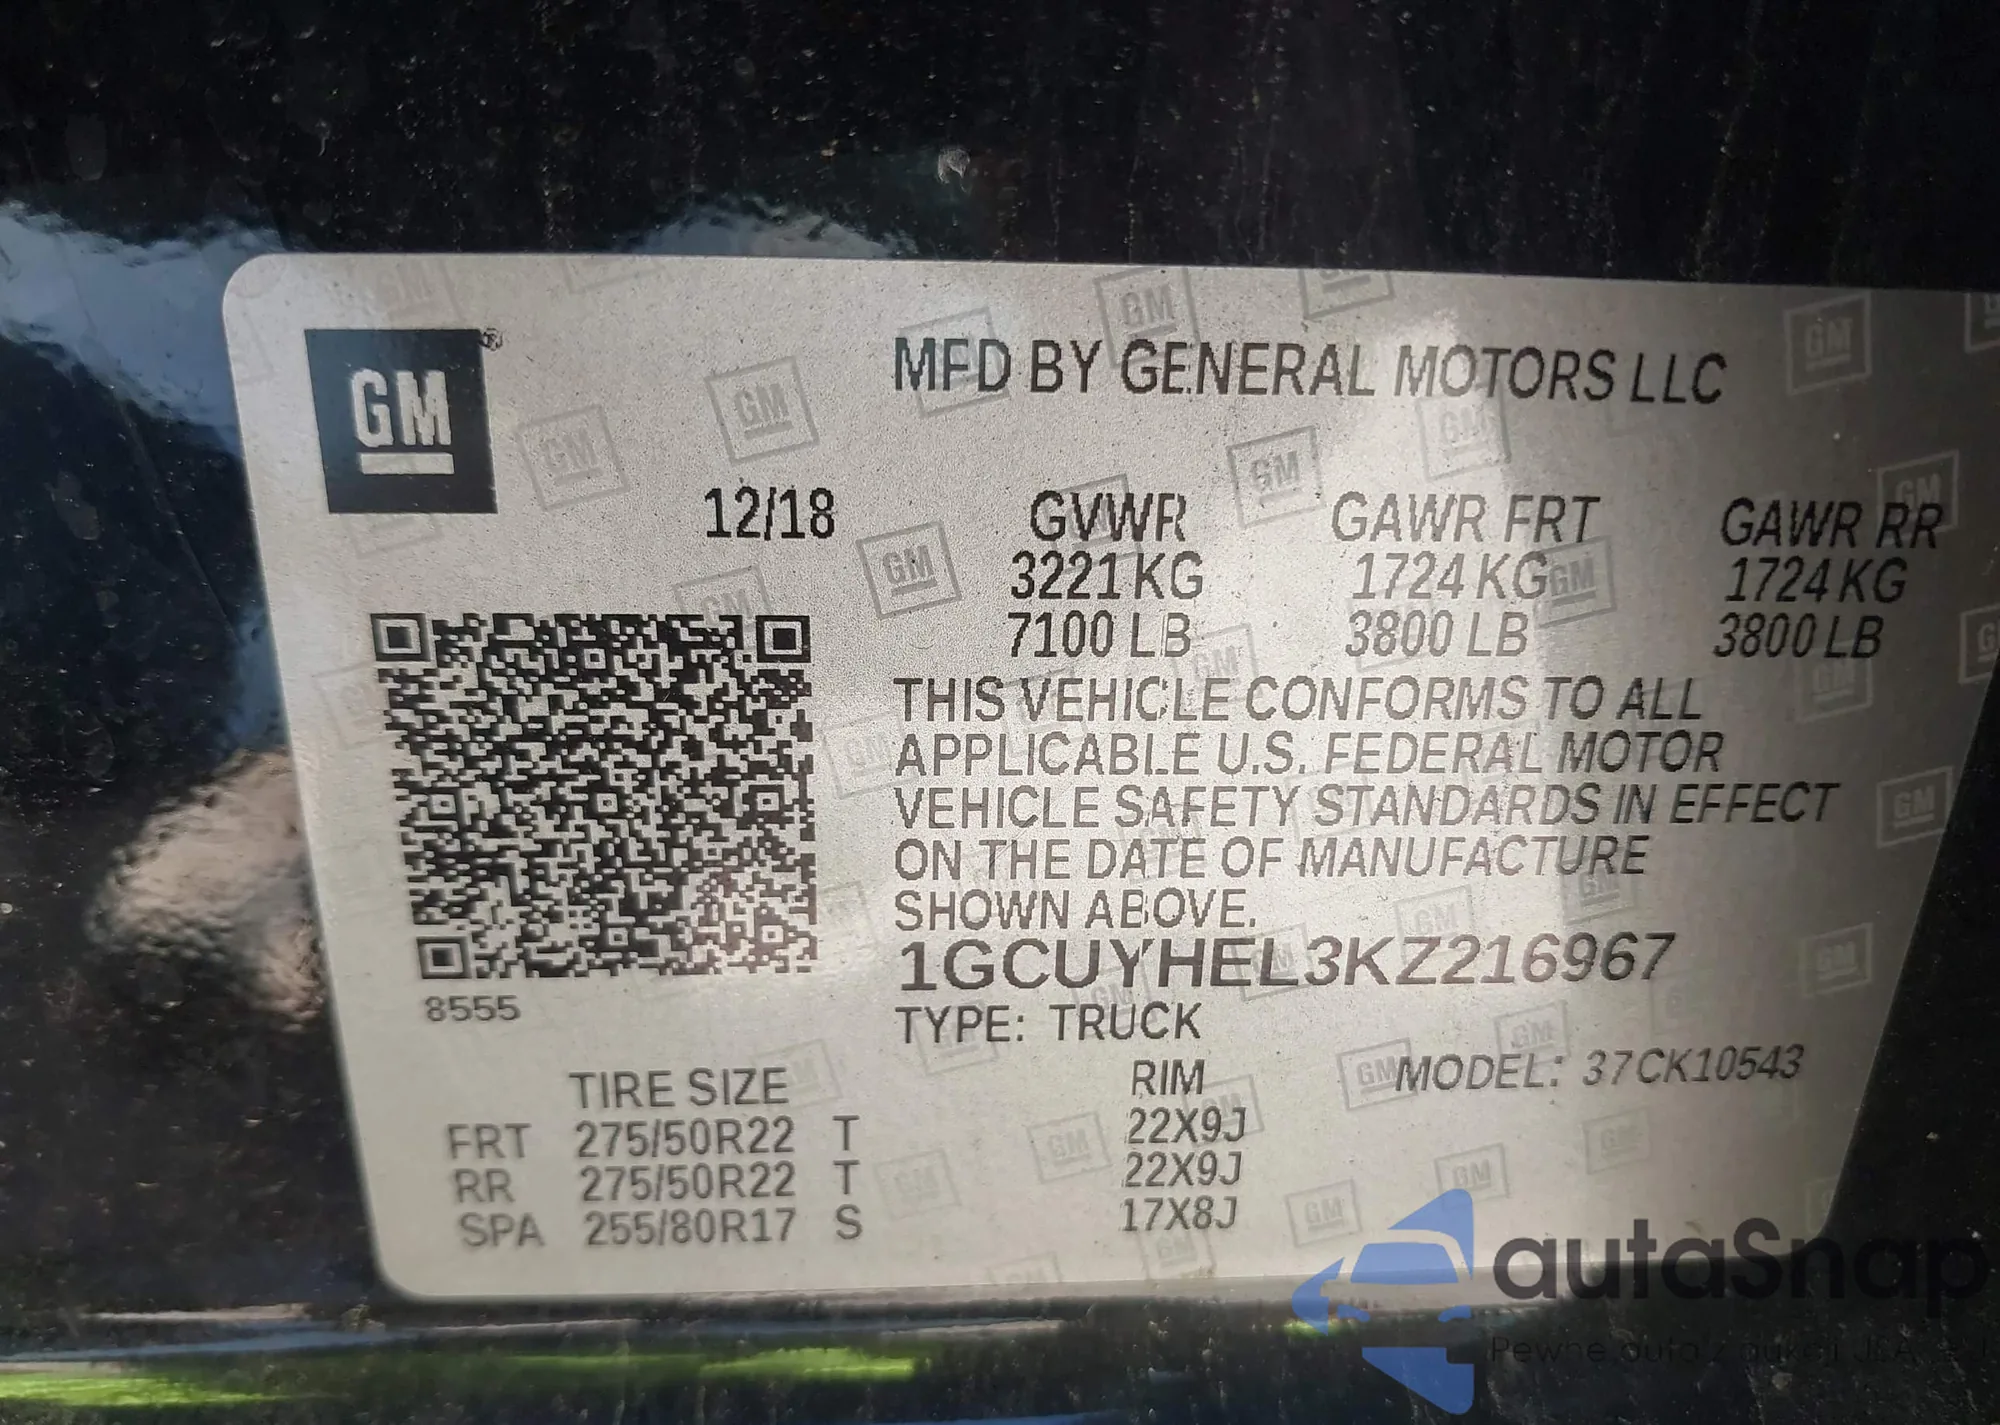 GM ®
MFD BY GENERAL MOTORS LLC
12/18 GVWR GAWR FRT GAWR RR
3221 KG 1724 KG 1724 KG
7100 LB 3800 LB 3800 LB
THIS VEHICLE CONFORMS TO ALL
APPLICABLE U.S. FEDERAL MOTOR
VEHICLE SAFETY STANDARDS IN EFFECT
ON THE DATE OF MANUFACTURE
SHOWN ABOVE.
1GCUYHEL3KZ216967
8555
TYPE: TRUCK
TIRE SIZE RIM MODEL: 37CK10543
FRT 275/50R22 T 22X9J
RR 275/50R22 T 22X9J
SPA 255/80R17 S 17X8J
autaSnap
Pewne auta z aukcji